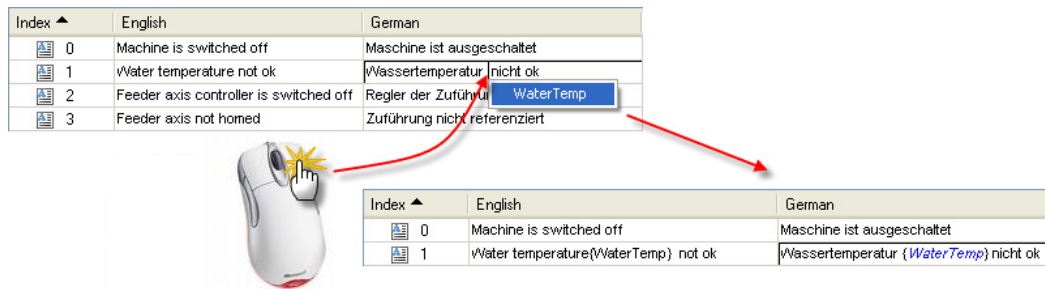 Index English German
0 Machine is switched off Maschine ist ausgeschaltet
1 Water temperature not ok Wassertemperatur nicht ok
2 Feeder axis controller is switched off Regler der Zuführu WaterTemp
3 Feeder axis not homed Zuführung nicht referenziert
Index English German
0 Machine is switched off Maschine ist ausgeschaltet
1 Water temperature{WaterTemp} not ok Wassertemperatur {WaterTemp} nicht ok
Microsoft